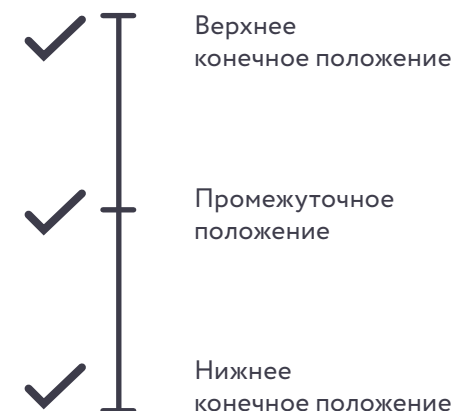 Верхнее
конечное положение
Промежуточное
положение
Нижнее
конечное положение